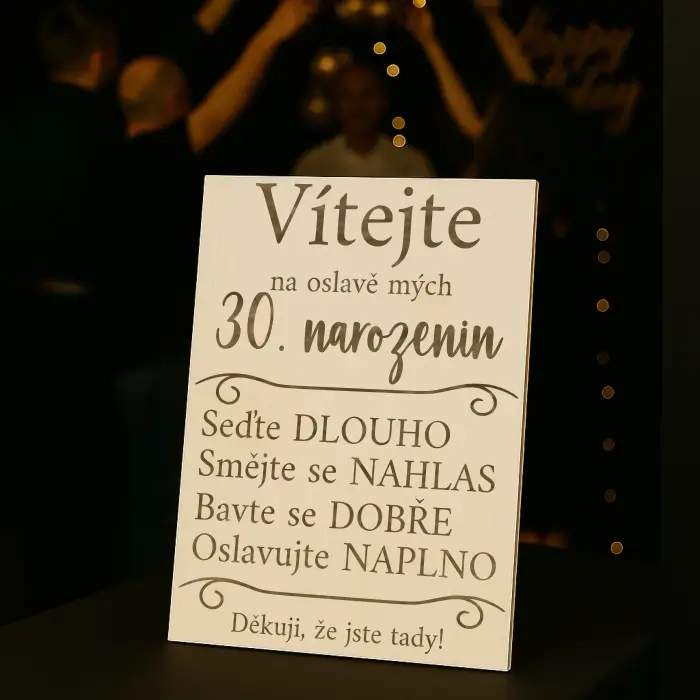 Happy
Vítejte
na oslavě mých
30. narozenin
Seďte DLOUHO
Smějte se NAHLAS
Bavte se DOBŘE
Oslavujte NAPLNO
Děkuji, že jste tady!